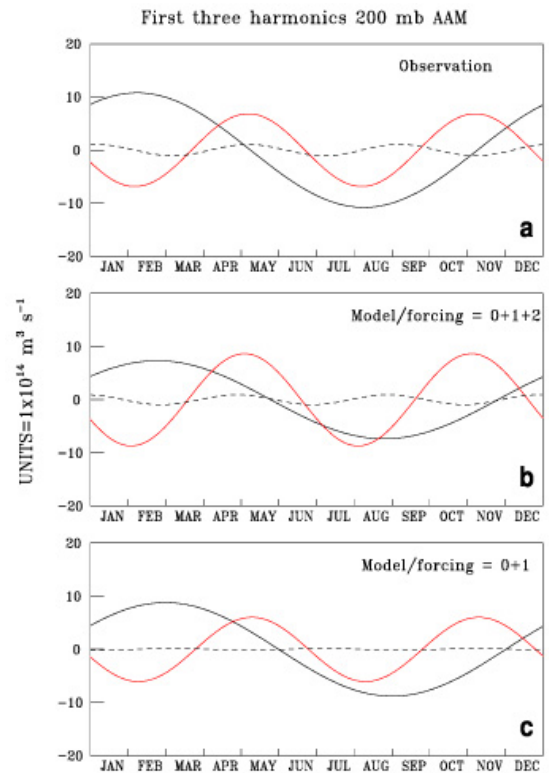 First three harmonics 200 mb AAM
20
10
0
-10
-20
Observation
a
JAN FEB MAR APR MAY JUN JUL AUG SEP OCT NOV DEC
UNITS=1x10¹⁴ m³ s⁻¹
20
10
0
-10
-20
Model/forcing = 0+1+2
b
JAN FEB MAR APR MAY JUN JUL AUG SEP OCT NOV DEC
20
10
0
-10
-20
Model/forcing = 0+1
c
JAN FEB MAR APR MAY JUN JUL AUG SEP OCT NOV DEC